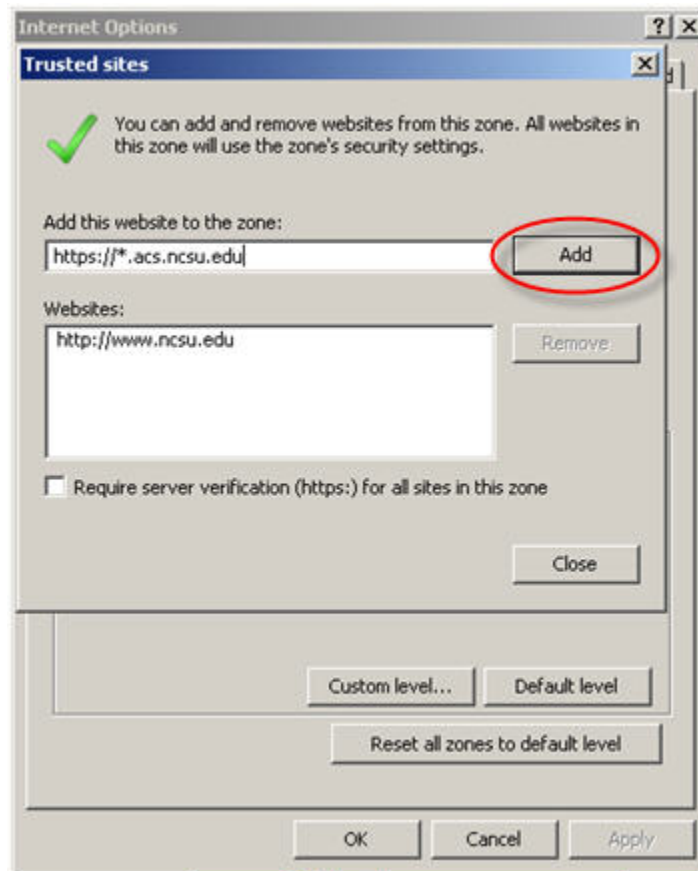 Internet Options
Trusted sites
You can add and remove websites from this zone. All websites in
this zone will use the zone's security settings.
Add this website to the zone:
https://*.acs.ncsu.edu
Add
Websites:
http://www.ncsu.edu
Remove
Require server verification (https:) for all sites in this zone
Close
Custom level...
Default level
Reset all zones to default level
OK
Cancel
Apply